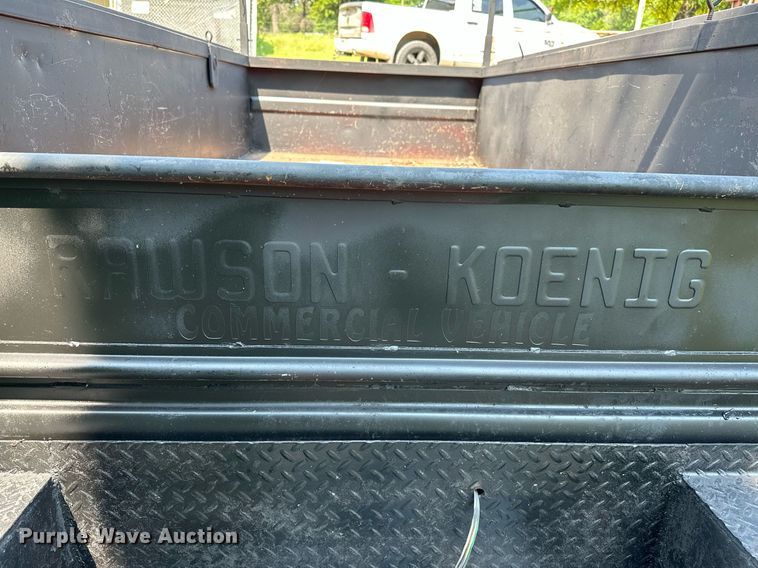 RAWSON - KOENIG
COMMERCIAL VEHICLE
Purple Wave Auction